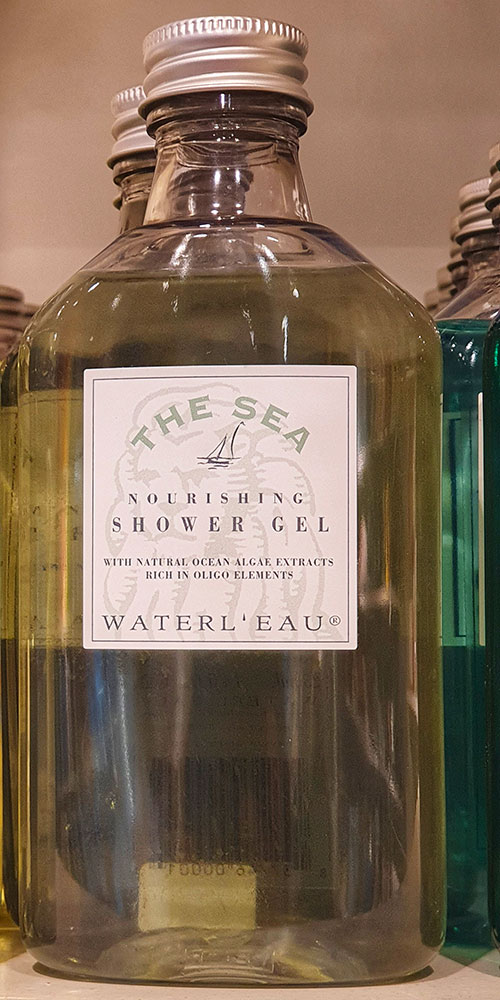 THE SEA
NOURISHING
SHOWER GEL
WITH NATURAL OCEAN ALGAE EXTRACTS
RICH IN OLIGO ELEMENTS
WATERL'EAU®